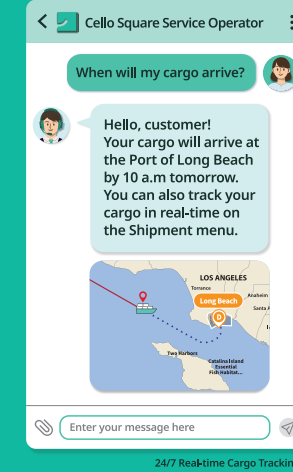 Cello Square Service Operator
When will my cargo arrive?
Hello, customer!
Your cargo will arrive at
the Port of Long Beach
by 10 a.m tomorrow.
You can also track your
cargo in real-time on
the Shipment menu.
LOS ANGELES
Torrance
Anaheim
Long Beach
Santa A
D
Two Harbors
Catalina Island
Essential
Fish Habitat...
Enter your message here
24/7 Real-time Cargo Trackin